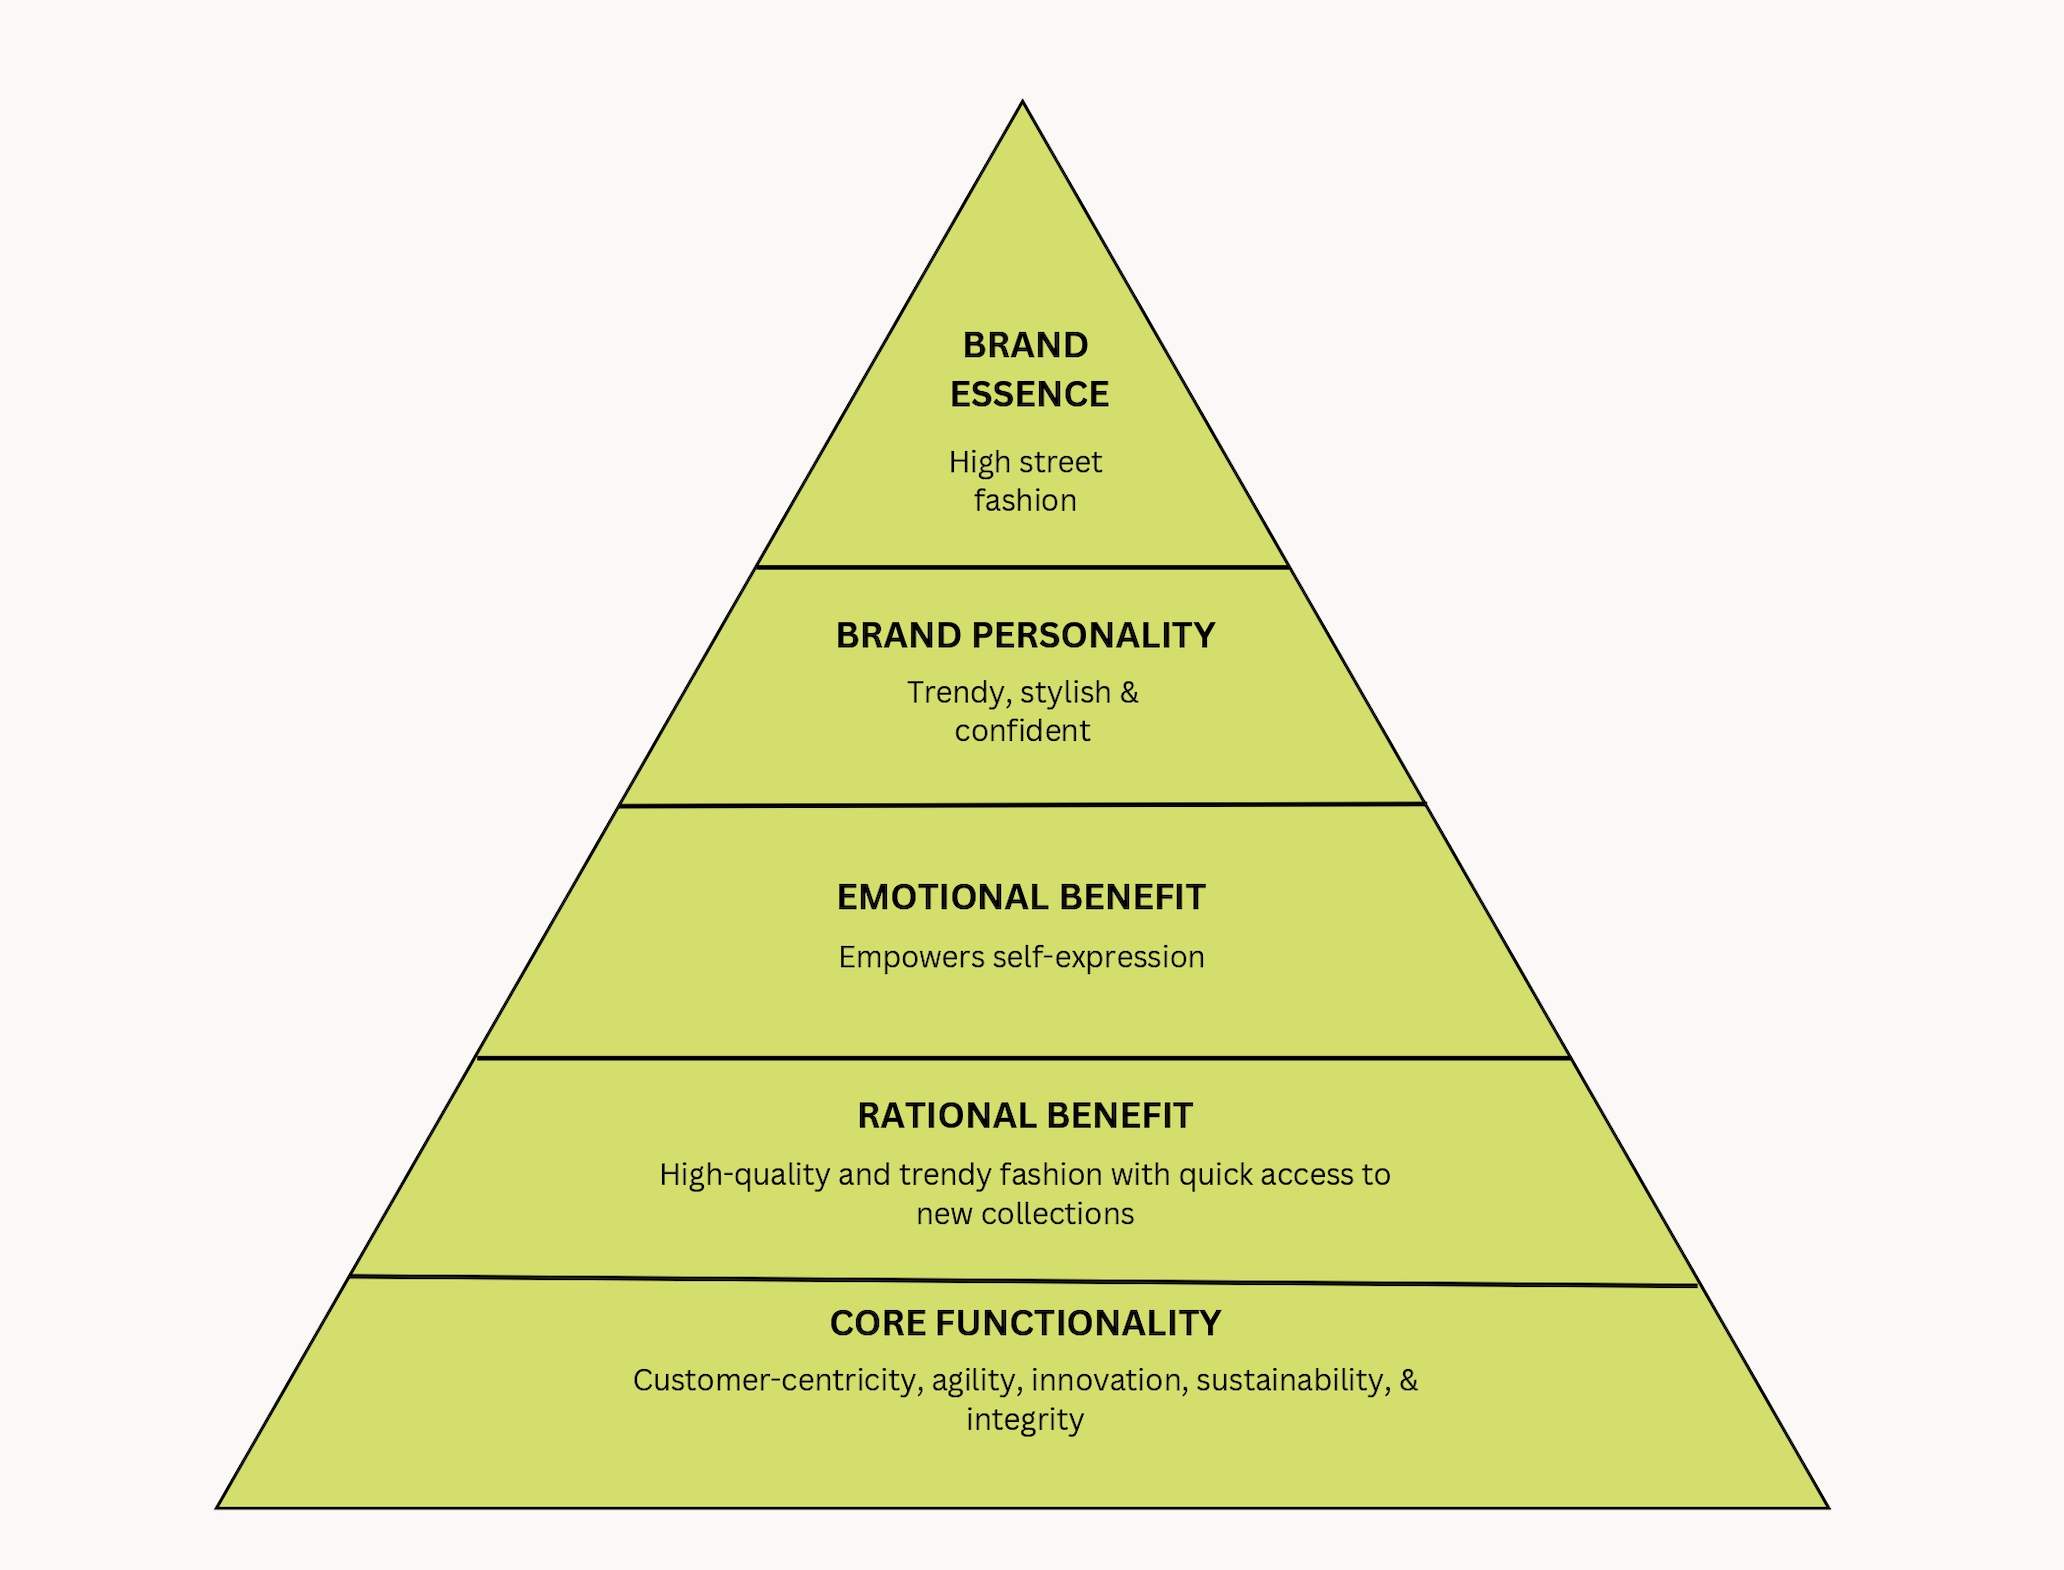 BRAND
ESSENCE
High street
fashion
BRAND PERSONALITY
Trendy, stylish &
confident
EMOTIONAL BENEFIT
Empowers self-expression
RATIONAL BENEFIT
High-quality and trendy fashion with quick access to
new collections
CORE FUNCTIONALITY
Customer-centricity, agility, innovation, sustainability, &
integrity